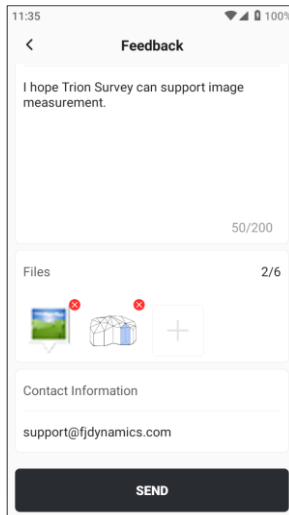 11:35
100%
Feedback
I hope Trion Survey can support image
measurement.
50/200
Files
2/6
Contact Information
support@fjdynamics.com
SEND